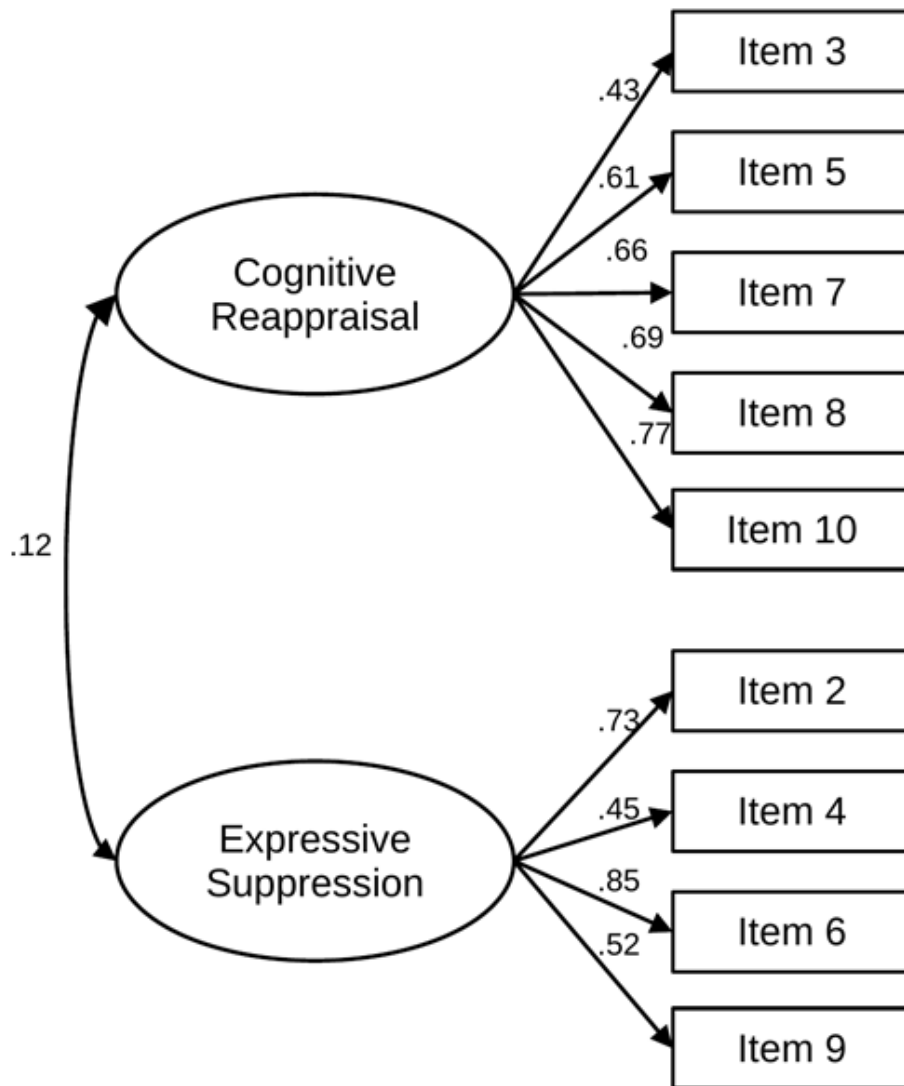 Item 3
.43
Item 5
.61
.66
Item 7
Cognitive
Reappraisal
.69
Item 8
.77
Item 10
.12
Item 2
.73
Item 4
.45
Expressive
Suppression
.85
Item 6
.52
Item 9